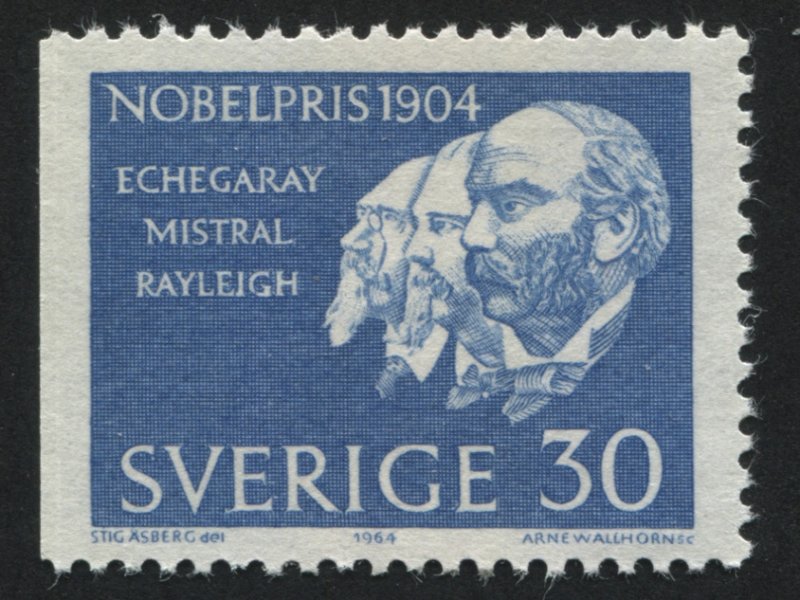 NOBELPRIS 1904
ECHEGARAY
MISTRAL
RAYLEIGH
SVERIGE 30
STIG ÅSBERG del 1964 ARNE WALLHORN sc